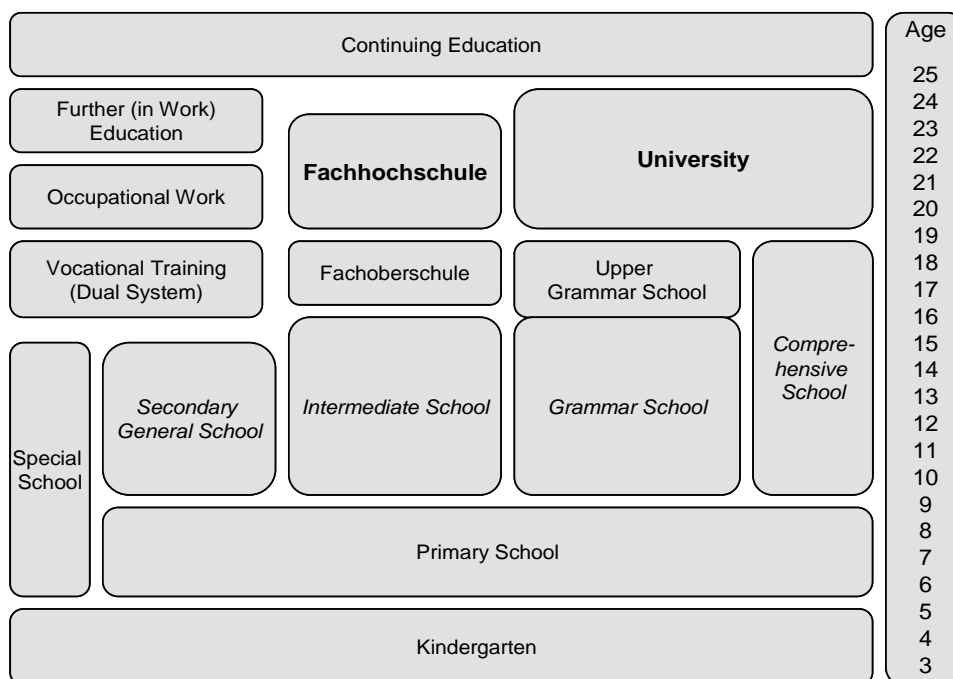 Continuing Education
Age
25
24
23
22
21
20
19
18
17
16
15
14
13
12
11
10
9
8
7
6
5
4
3
Further (in Work)
Education
Fachhochschule
University
Occupational Work
Vocational Training
(Dual System)
Fachoberschule
Upper
Grammar School
Compre-
hensive
School
Special
School
Secondary
General School
Intermediate School
Grammar School
Primary School
Kindergarten